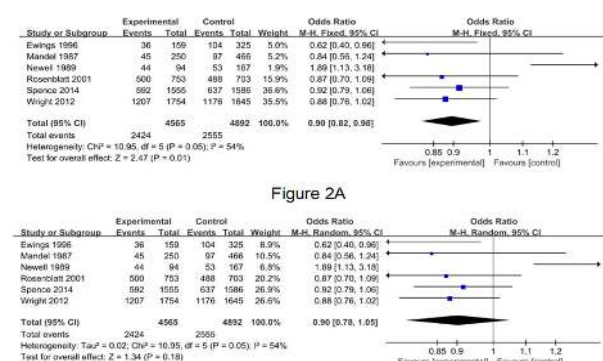 Experimental Control Odds Ratio Odds Ratio
Study or Subgroup Events Total Events Total Weight M-H, Fixed, 95% CI M-H, Fixed, 95% CI
Ewings 1996 36 159 104 325 5.0% 0.62 [0.40, 0.96]
Mandel 1987 45 250 97 466 5.4% 0.84 [0.56, 1.24]
Newell 1989 44 94 53 167 1.9% 1.89 [1.13, 3.18]
Rosenblatt 2001 500 753 488 703 15.2% 0.87 [0.70, 1.09]
Spence 2014 592 1555 637 1586 36.9% 0.92 [0.79, 1.06]
Wright 2012 1207 1754 1176 1645 35.5% 0.88 [0.76, 1.02]
Total (95% CI) 4565 4892 100.0% 0.90 [0.82, 0.98]
Total events 2424 2555
Heterogeneity: Chi² = 10.95, df = 5 (P = 0.05); I² = 54%
Test for overall effect: Z = 2.47 (P = 0.01)
0.85 0.9 1 1.1 1.2
Favours [experimental] Favours [control]
Figure 2A
Experimental Control Odds Ratio Odds Ratio
Study or Subgroup Events Total Events Total Weight M-H, Random, 95% CI M-H, Random, 95% CI
Ewings 1996 36 159 104 325 8.9% 0.62 [0.40, 0.96]
Mandel 1987 45 250 97 466 10.4% 0.84 [0.56, 1.24]
Newell 1989 44 94 53 167 7.0% 1.89 [1.13, 3.18]
Rosenblatt 2001 500 753 488 703 20.2% 0.87 [0.70, 1.09]
Spence 2014 592 1555 637 1586 26.9% 0.92 [0.79, 1.06]
Wright 2012 1207 1754 1176 1645 26.7% 0.88 [0.76, 1.02]
Total (95% CI) 4565 4892 100.0% 0.90 [0.78, 1.05]
Total events 2424 2555
Heterogeneity: Tau² = 0.02; Chi² = 10.95, df = 5 (P = 0.05); I² = 54%
Test for overall effect: Z = 1.34 (P = 0.18)
0.85 0.9 1 1.1 1.2
Favours [experimental] Favours [control]